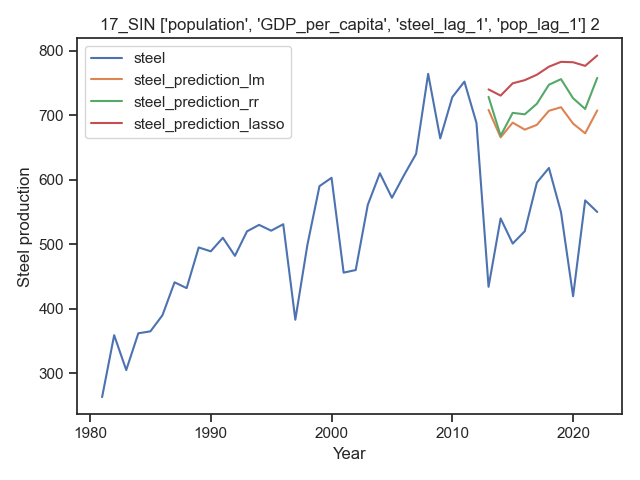 17_SIN ['population', 'GDP_per_capita', 'steel_lag_1', 'pop_lag_1'] 2
steel
steel_prediction_lm
steel_prediction_rr
steel_prediction_lasso
800
700
600
500
400
300
Steel production
1980
1990
2000
2010
2020
Year